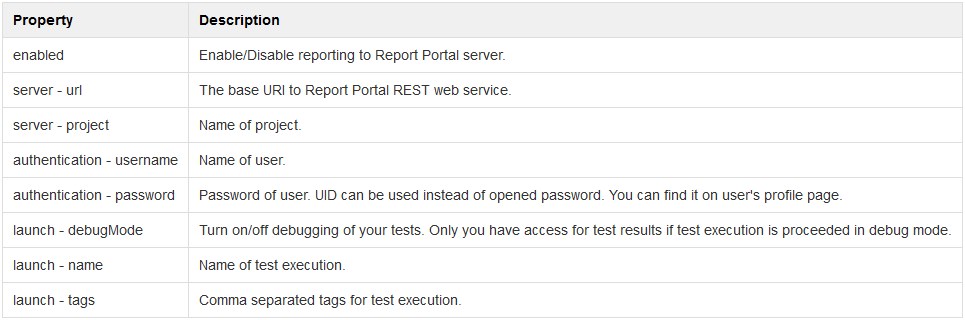 Property Description
enabled Enable/Disable reporting to Report Portal server.
server - url The base URI to Report Portal REST web service.
server - project Name of project.
authentication - username Name of user.
authentication - password Password of user. UID can be used instead of opened password. You can find it on user's profile page.
launch - debugMode Turn on/off debugging of your tests. Only you have access for test results if test execution is proceeded in debug mode.
launch - name Name of test execution.
launch - tags Comma separated tags for test execution.